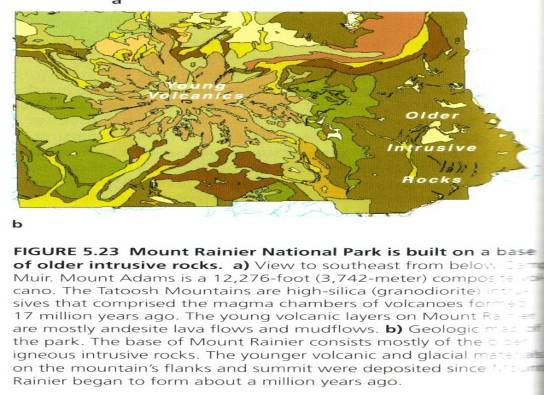 a
Young
Volcanics
Older
Intrusive
Rocks
b
FIGURE 5.23 Mount Rainier National Park is built on a base
of older intrusive rocks. a) View to southeast from below
Muir. Mount Adams is a 12,276-foot (3,742-meter)
cano. The Tatoosh Mountains are high-silica (granodiorite)
sives that comprised the magma chambers of volcanoes
17 million years ago. The young volcanic layers on Mount
are mostly andesite lava flows and mudflows. b) Geologic of
the park. The base of Mount Rainier consists mostly of the
igneous intrusive rocks. The younger volcanic and glacial
on the mountain's flanks and summit were deposited since
Rainier began to form about a million years ago.